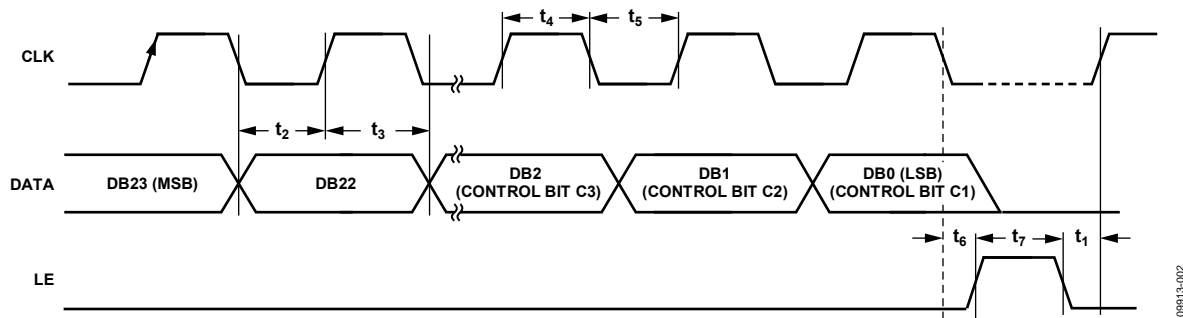 t4
t5
CLK
t2
t3
DATA
DB23 (MSB)
DB22
DB2
(CONTROL BIT C3)
DB1
(CONTROL BIT C2)
DB0 (LSB)
(CONTROL BIT C1)
t6
t7
t1
LE
09913-002